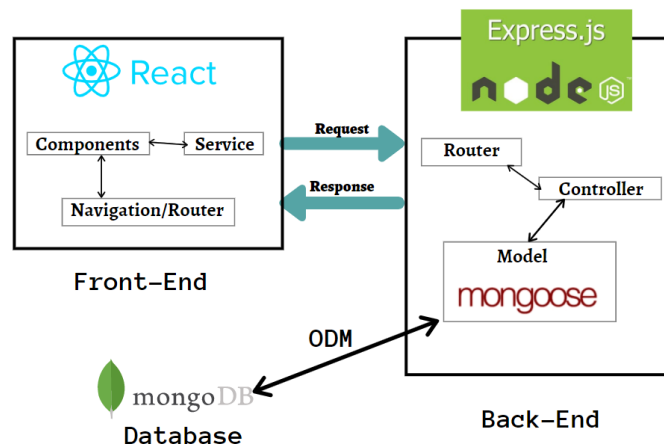 React
Components
Service
Navigation/Router
Front-End
Request
Response
Express.js
node
JS
Router
Controller
Model
mongoose
Back-End
ODM
mongoDB
Database